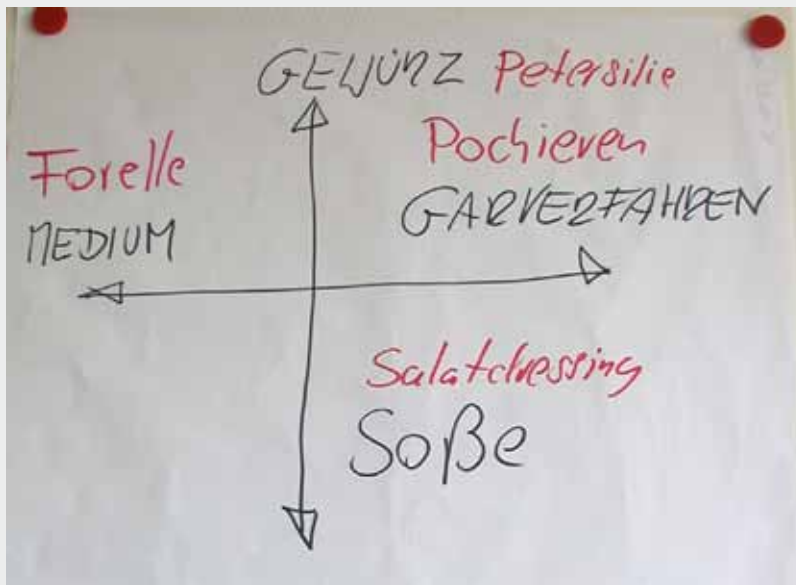 GEWÜRZ Petersilie
Forelle
MEDIUM
Pochieren
GARVERFAHREN
Salatdressing
Soße